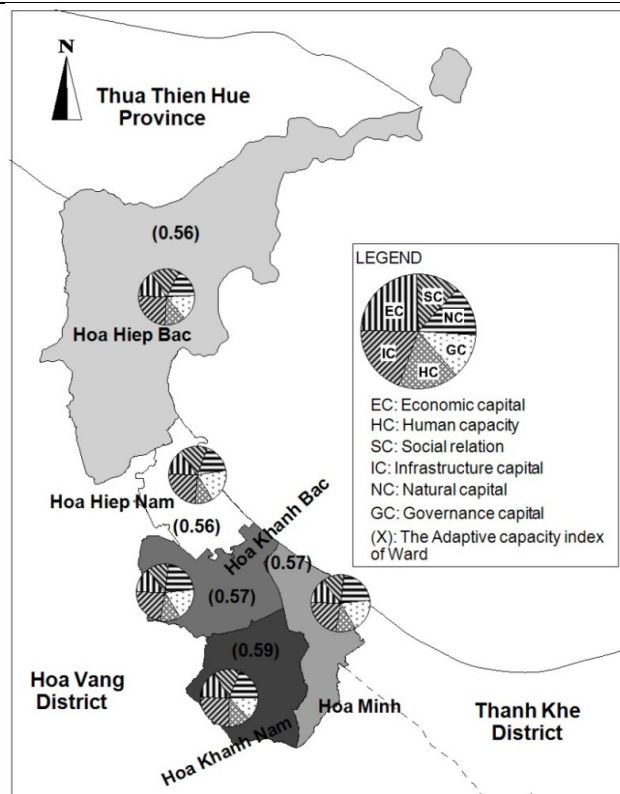 N
Thua Thien Hue
Province
(0.56)
Hoa Hiep Bac
LEGEND
EC
SC
NC
IC
GC
HC
EC: Economic capital
HC: Human capacity
SC: Social relation
IC: Infrastructure capital
NC: Natural capital
GC: Governance capital
(X): The Adaptive capacity index
of Ward
Hoa Hiep Nam
(0.56)
Hoa Khanh Bac
(0.57)
(0.57)
(0.59)
Hoa Vang
District
Hoa Minh
Hoa Khanh Nam
Thanh Khe
District